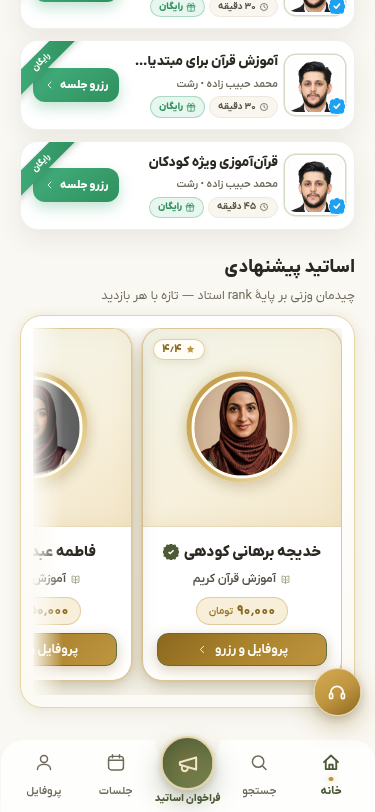 ۳۰ دقیقه
رایگان
رایگان
آموزش قرآن برای مبتدیا...
محمد حبیب زاده • رشت
۳۰ دقیقه
رایگان
رزرو جلسه
رایگان
قرآن‌آموزی ویژه کودکان
محمد حبیب زاده • رشت
۴۵ دقیقه
رایگان
رزرو جلسه
اساتید پیشنهادی
چیدمان وزنی بر پایهٔ rank استاد — تازه با هر بازدید
۴٫۴
خدیجه برهانی کودهی
آموزش قرآن کریم
۹۰,۰۰۰ تومان
پروفایل و رزرو
فاطمه
آموزش
پروفایل و
خانه
جستجو
فراخوان اساتید
جلسات
پروفایل